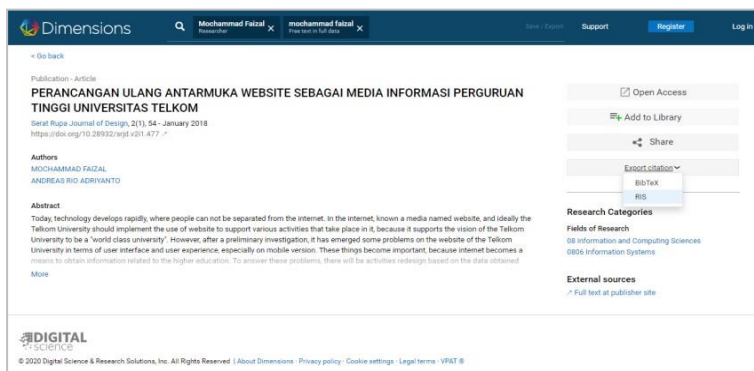 Dimensions
Mochammad Faizal
Researcher
mochammad faizal
Free text in full data
Save / Export
Support
Register
Log in
< Go back
Publication - Article
PERANCANGAN ULANG ANTARMUKA WEBSITE SEBAGAI MEDIA INFORMASI PERGURUAN
TINGGI UNIVERSITAS TELKOM
Serat Rupa Journal of Design, 2(1), 54 - January 2018
https://doi.org/10.28932/srjd.v2i1.477
Authors
MOCHAMMAD FAIZAL
ANDREAS RIO ADRIYANTO
Abstract
Today, technology develops rapidly, where people can not be separated from the internet. In the internet, known a media named website, and ideally the
Telkom University should implement the use of website to support various activities that take place in it, because it supports the vision of the Telkom
University to be a "world class university". However, after a preliminary investigation, it has emerged some problems on the website of the Telkom
University in terms of user interface and user experience, especially on mobile version. These things become important, because internet becomes a
means to obtain information related to the higher education. To answer these problems, there will be activities redesign based on the data obtained
More
Open Access
Add to Library
Share
Export citation
BibTeX
RIS
Research Categories
Fields of Research
08 Information and Computing Sciences
0806 Information Systems
External sources
Full text at publisher site
DIGITAL
science
© 2020 Digital Science & Research Solutions, Inc. All Rights Reserved | About Dimensions · Privacy policy · Cookie settings · Legal terms · VPAT ®